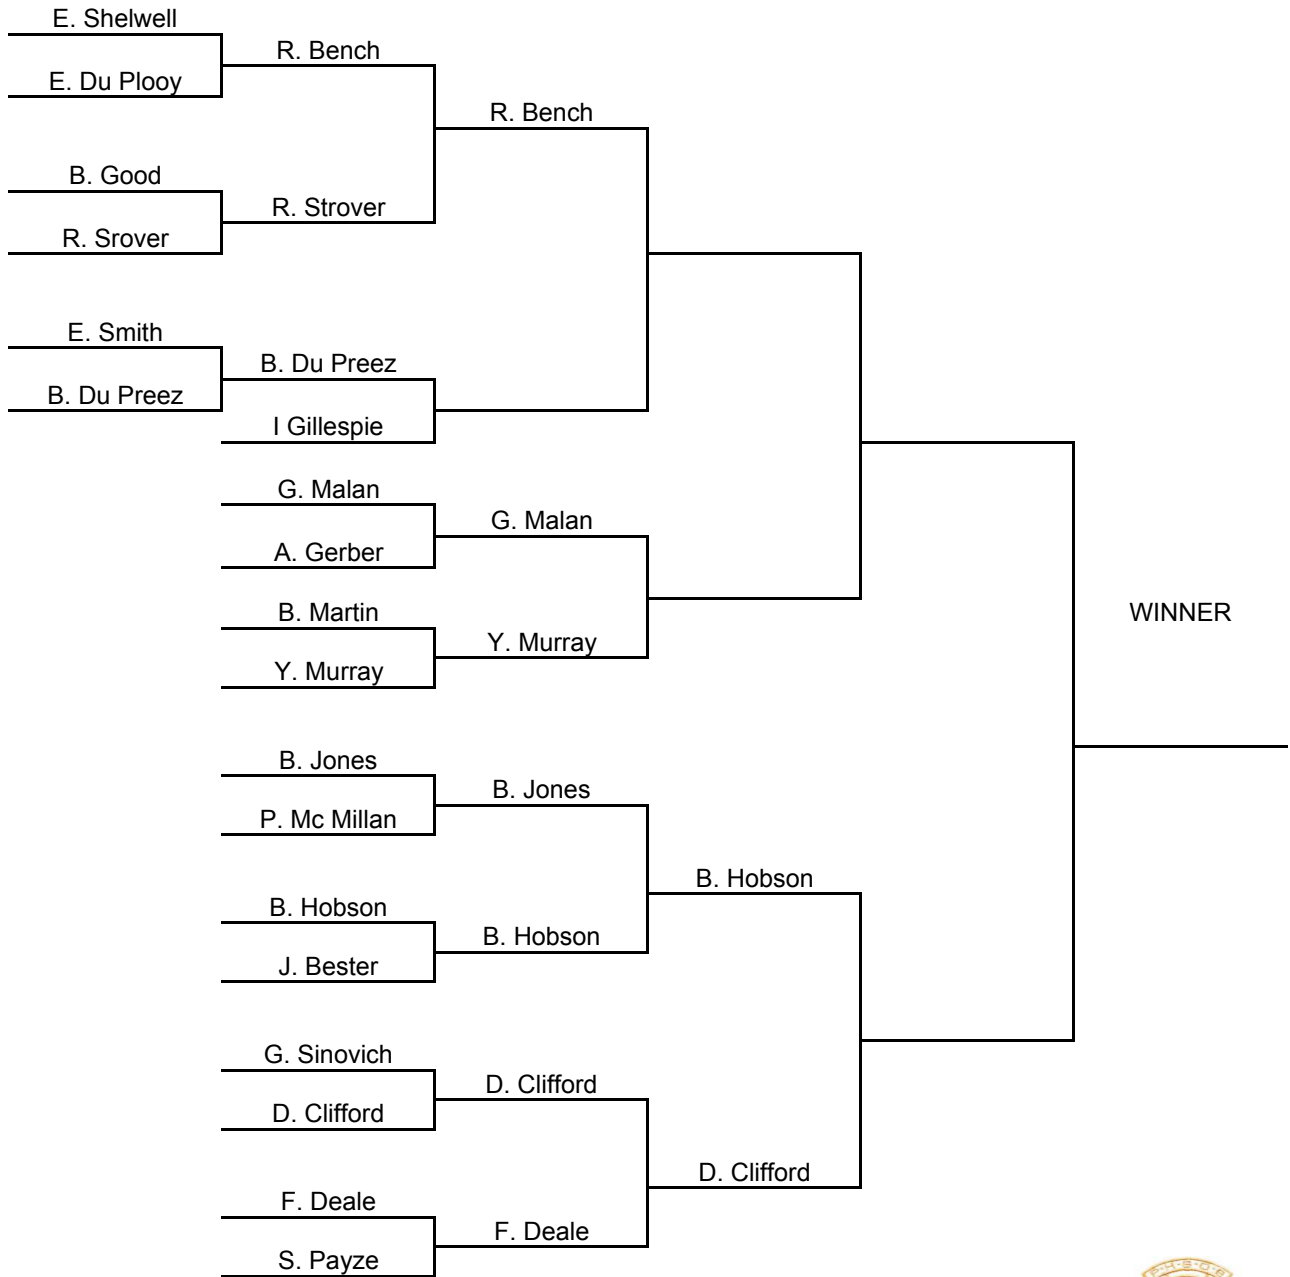 E. Shelwell
R. Bench
E. Du Plooy
R. Bench
B. Good
R. Strover
R. Srover
E. Smith
B. Du Preez
B. Du Preez
I Gillespie
G. Malan
G. Malan
A. Gerber
B. Martin
WINNER
Y. Murray
Y. Murray
B. Jones
B. Jones
P. Mc Millan
B. Hobson
B. Hobson
B. Hobson
J. Bester
G. Sinovich
D. Clifford
D. Clifford
D. Clifford
F. Deale
F. Deale
S. Payze
P.H.S.O.B